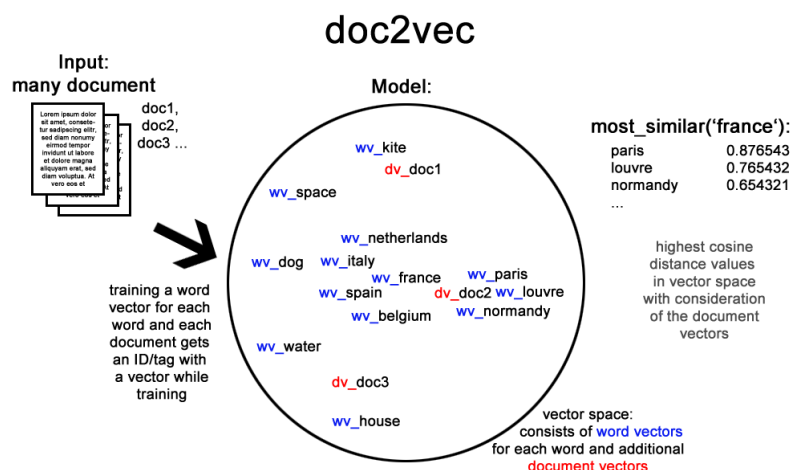 doc2vec
Input:
many document
doc1,
doc2,
doc3 ...
Lorem ipsum dolor
sit amet, consete-
tur sadipscing elitr,
sed diam nonumy
eirmod tempor
invidunt ut labore
et dolore magna
aliquyam erat, sed
diam voluptua. At
vero eos et
training a word
vector for each
word and each
document gets
an ID/tag with
a vector while
training
Model:
wv_kite
dv_doc1
wv_space
wv_netherlands
wv_dog
wv_italy
wv_france
wv_paris
wv_spain
dv_doc2
wv_louvre
wv_belgium
wv_normandy
wv_water
dv_doc3
wv_house
most_similar(‘france‘):
paris 0.876543
louvre 0.765432
normandy 0.654321
...
highest cosine
distance values
in vector space
with consideration
of the document
vectors
vector space:
consists of word vectors
for each word and additional
document vectors